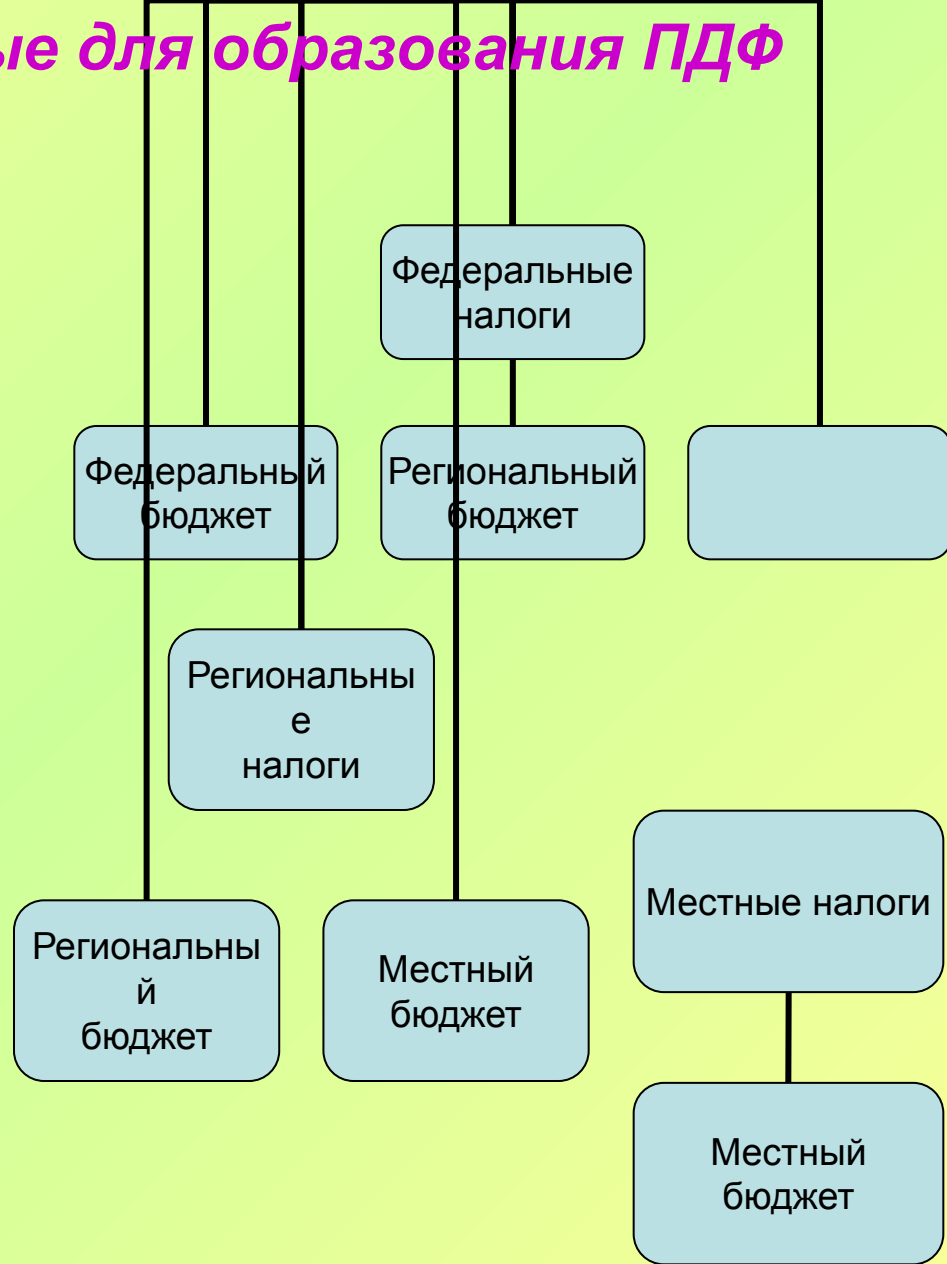 ые для образования ПДФ
Федеральные
налоги
Федеральный
бюджет
Региональный
бюджет
Региональны
е
налоги
Местные налоги
Региональны
й
бюджет
Местный
бюджет
Местный
бюджет